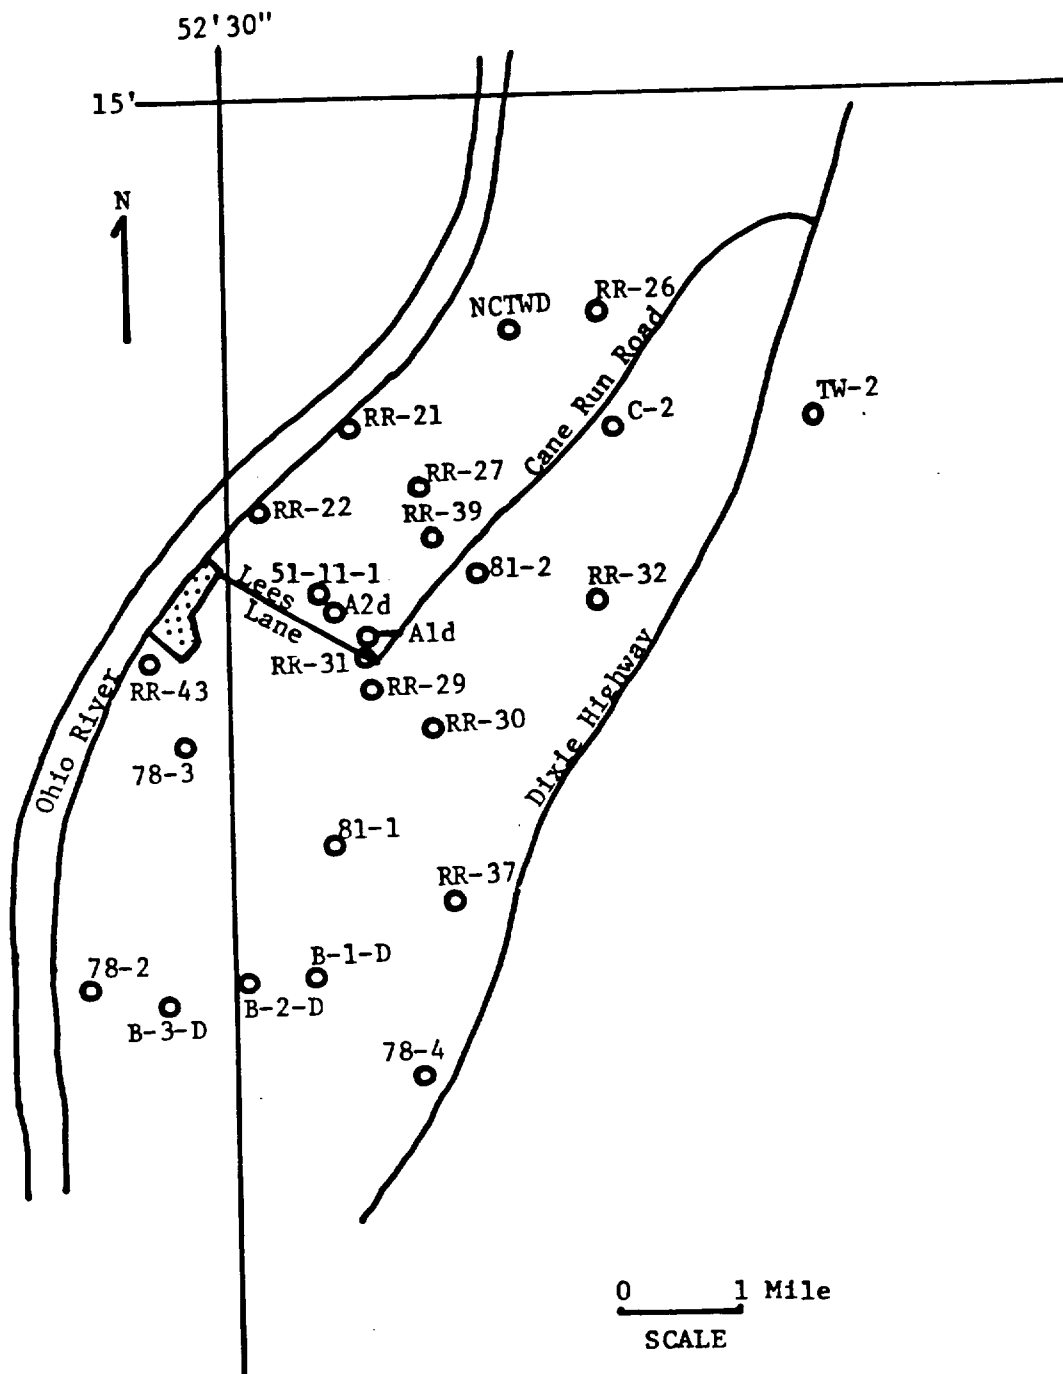 52'30"
15'
N
NCTWD
RR-26
TW-2
RR-21
C-2
Cane Run Road
RR-27
RR-22
RR-39
51-11-1
81-2
RR-32
Lees
Lane
A2d
A1d
RR-31
RR-43
RR-29
RR-30
Ohio River
78-3
Dixie Highway
81-1
RR-37
78-2
B-1-D
B-2-D
B-3-D
78-4
0 1 Mile
SCALE